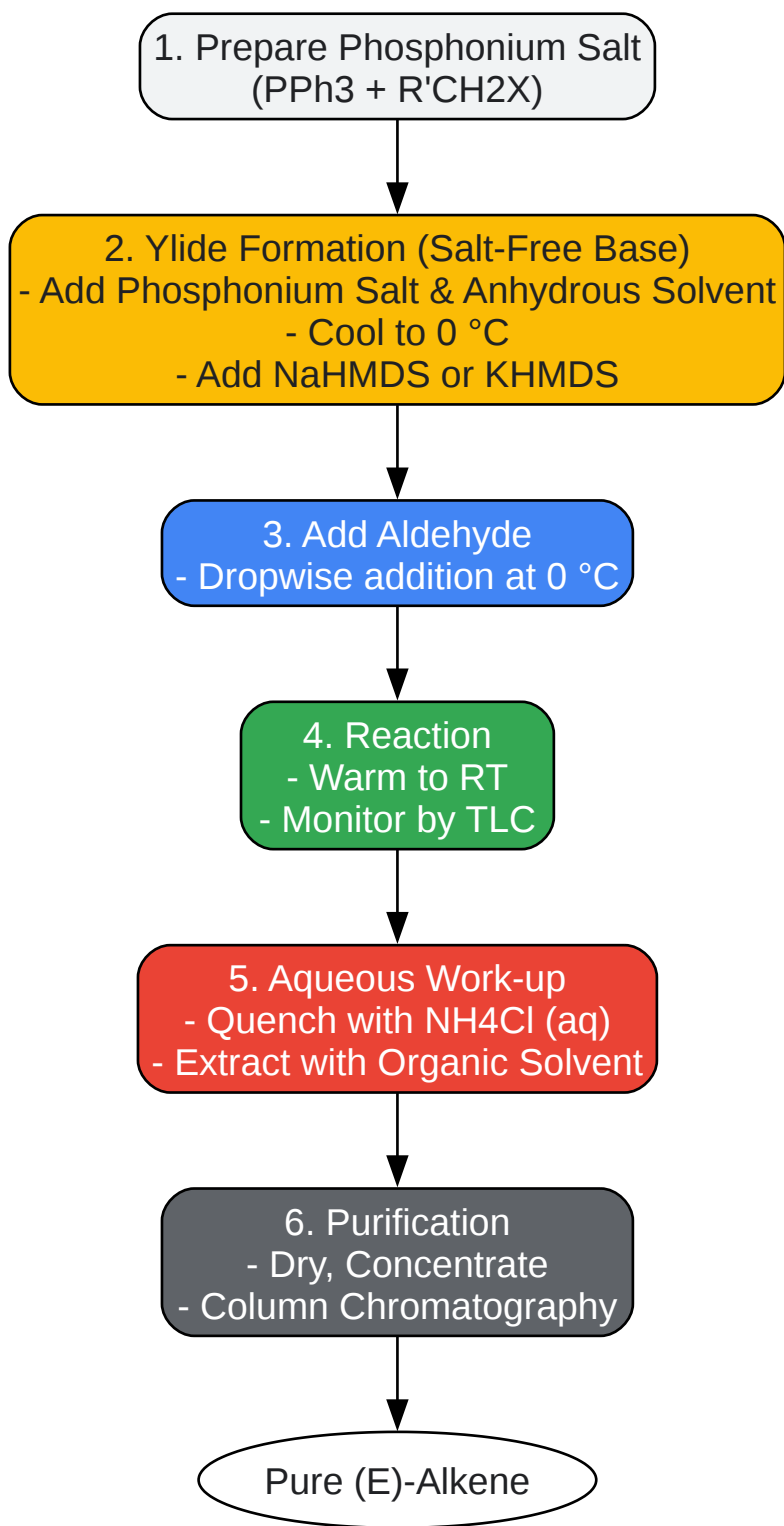 1. Prepare Phosphonium Salt
(PPh3 + R'CH2X)
2. Ylide Formation (Salt-Free Base)
- Add Phosphonium Salt & Anhydrous Solvent
- Cool to 0 °C
- Add NaHMDS or KHMDS
3. Add Aldehyde
- Dropwise addition at 0 °C
4. Reaction
- Warm to RT
- Monitor by TLC
5. Aqueous Work-up
- Quench with NH4Cl (aq)
- Extract with Organic Solvent
6. Purification
- Dry, Concentrate
- Column Chromatography
Pure (E)-Alkene